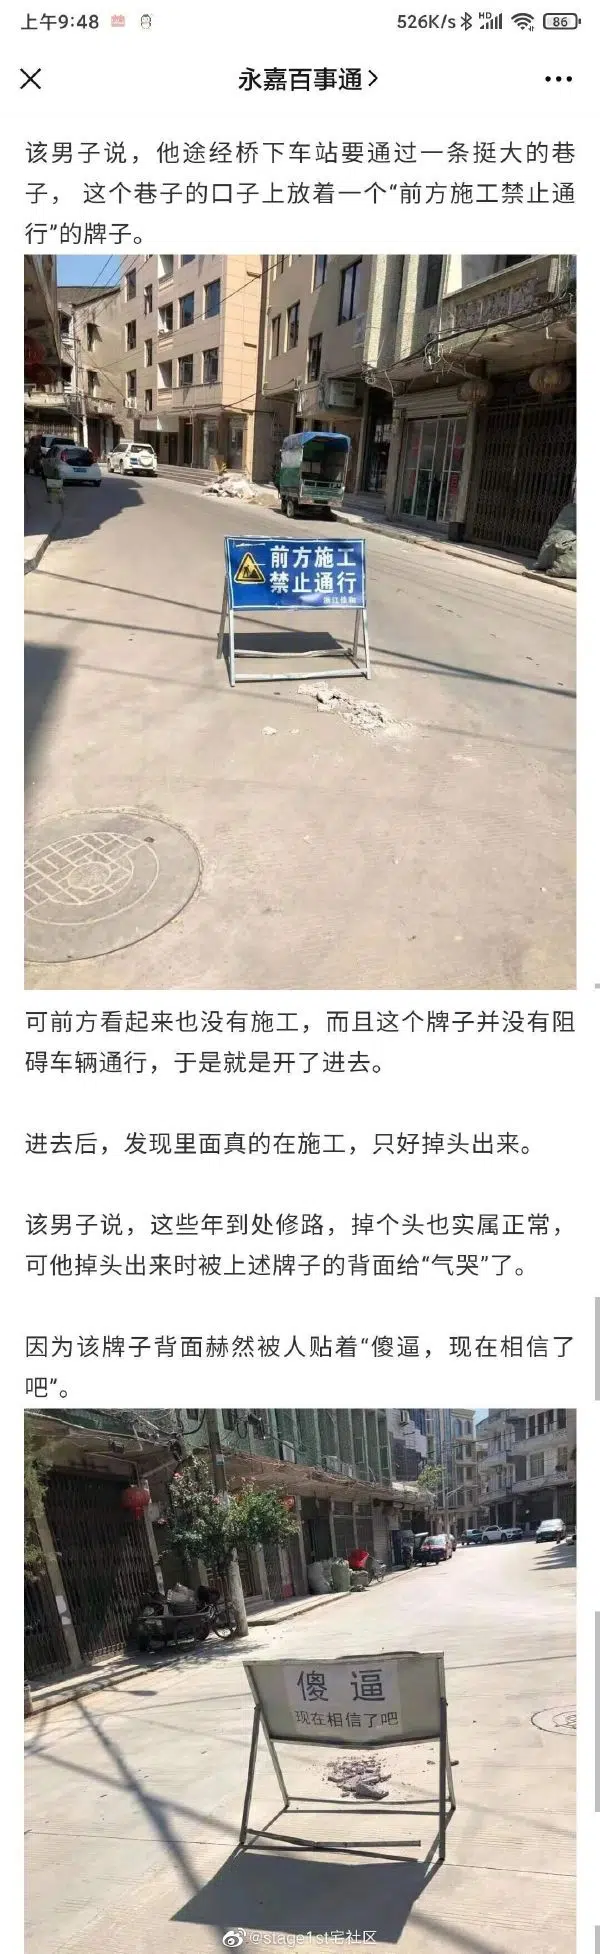 上午9:48
526K/s
HD
86
永嘉百事通
该男子说，他途经桥下车站要通过一条挺大的巷
子， 这个巷子的口子上放着一个“前方施工禁止通
行”的牌子。
前方施工
禁止通行
浙江佳和
可前方看起来也没有施工，而且这个牌子并没有阻
碍车辆通行，于是就是开了进去。
进去后，发现里面真的在施工，只好掉头出来。
该男子说，这些年到处修路，掉个头也实属正常，
可他掉头出来时被上述牌子的背面给“气哭”了。
因为该牌子背面赫然被人贴着“傻逼，现在相信了
吧”。
傻 逼
现在相信了吧
@stage1st宅社区